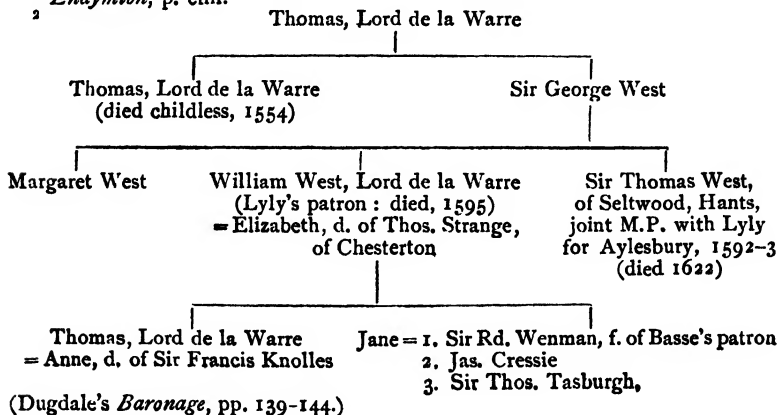 Endymion, p. clii.
2
Thomas, Lord de la Warre
Thomas, Lord de la Warre
(died childless, 1554)
Sir George West
Margaret West
William West, Lord de la Warre
(Lyly's patron : died, 1595)
= Elizabeth, d. of Thos. Strange,
of Chesterton
Sir Thomas West,
of Seltwood, Hants,
joint M.P. with Lyly
for Aylesbury, 1592-3
(died 1622)
Thomas, Lord de la Warre
= Anne, d. of Sir Francis Knolles
Jane = 1. Sir Rd. Wenman, f. of Basse's patron
2. Jas. Cressie
3. Sir Thos. Tasburgh,
(Dugdale's Baronage, pp. 139-144.)